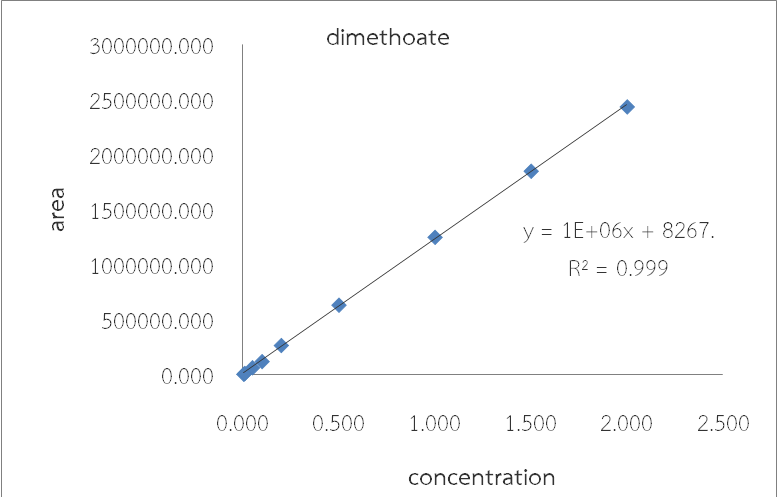 dimethoate
3000000.000
2500000.000
2000000.000
1500000.000
1000000.000
500000.000
0.000
area
y = 1E+06x + 8267.
R² = 0.999
0.000 0.500 1.000 1.500 2.000 2.500
concentration